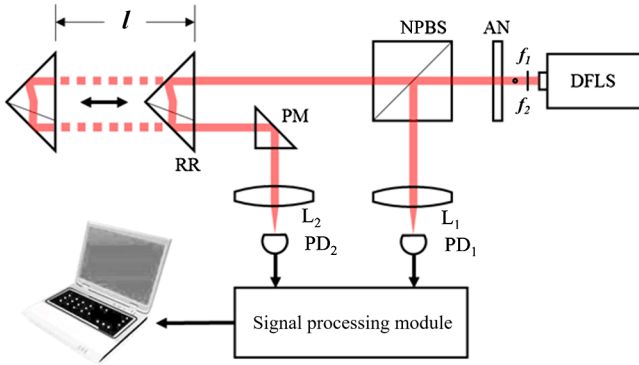 l
NPBS
AN
f1
f2
DFLS
PM
RR
L2
L1
PD2
PD1
Signal processing module